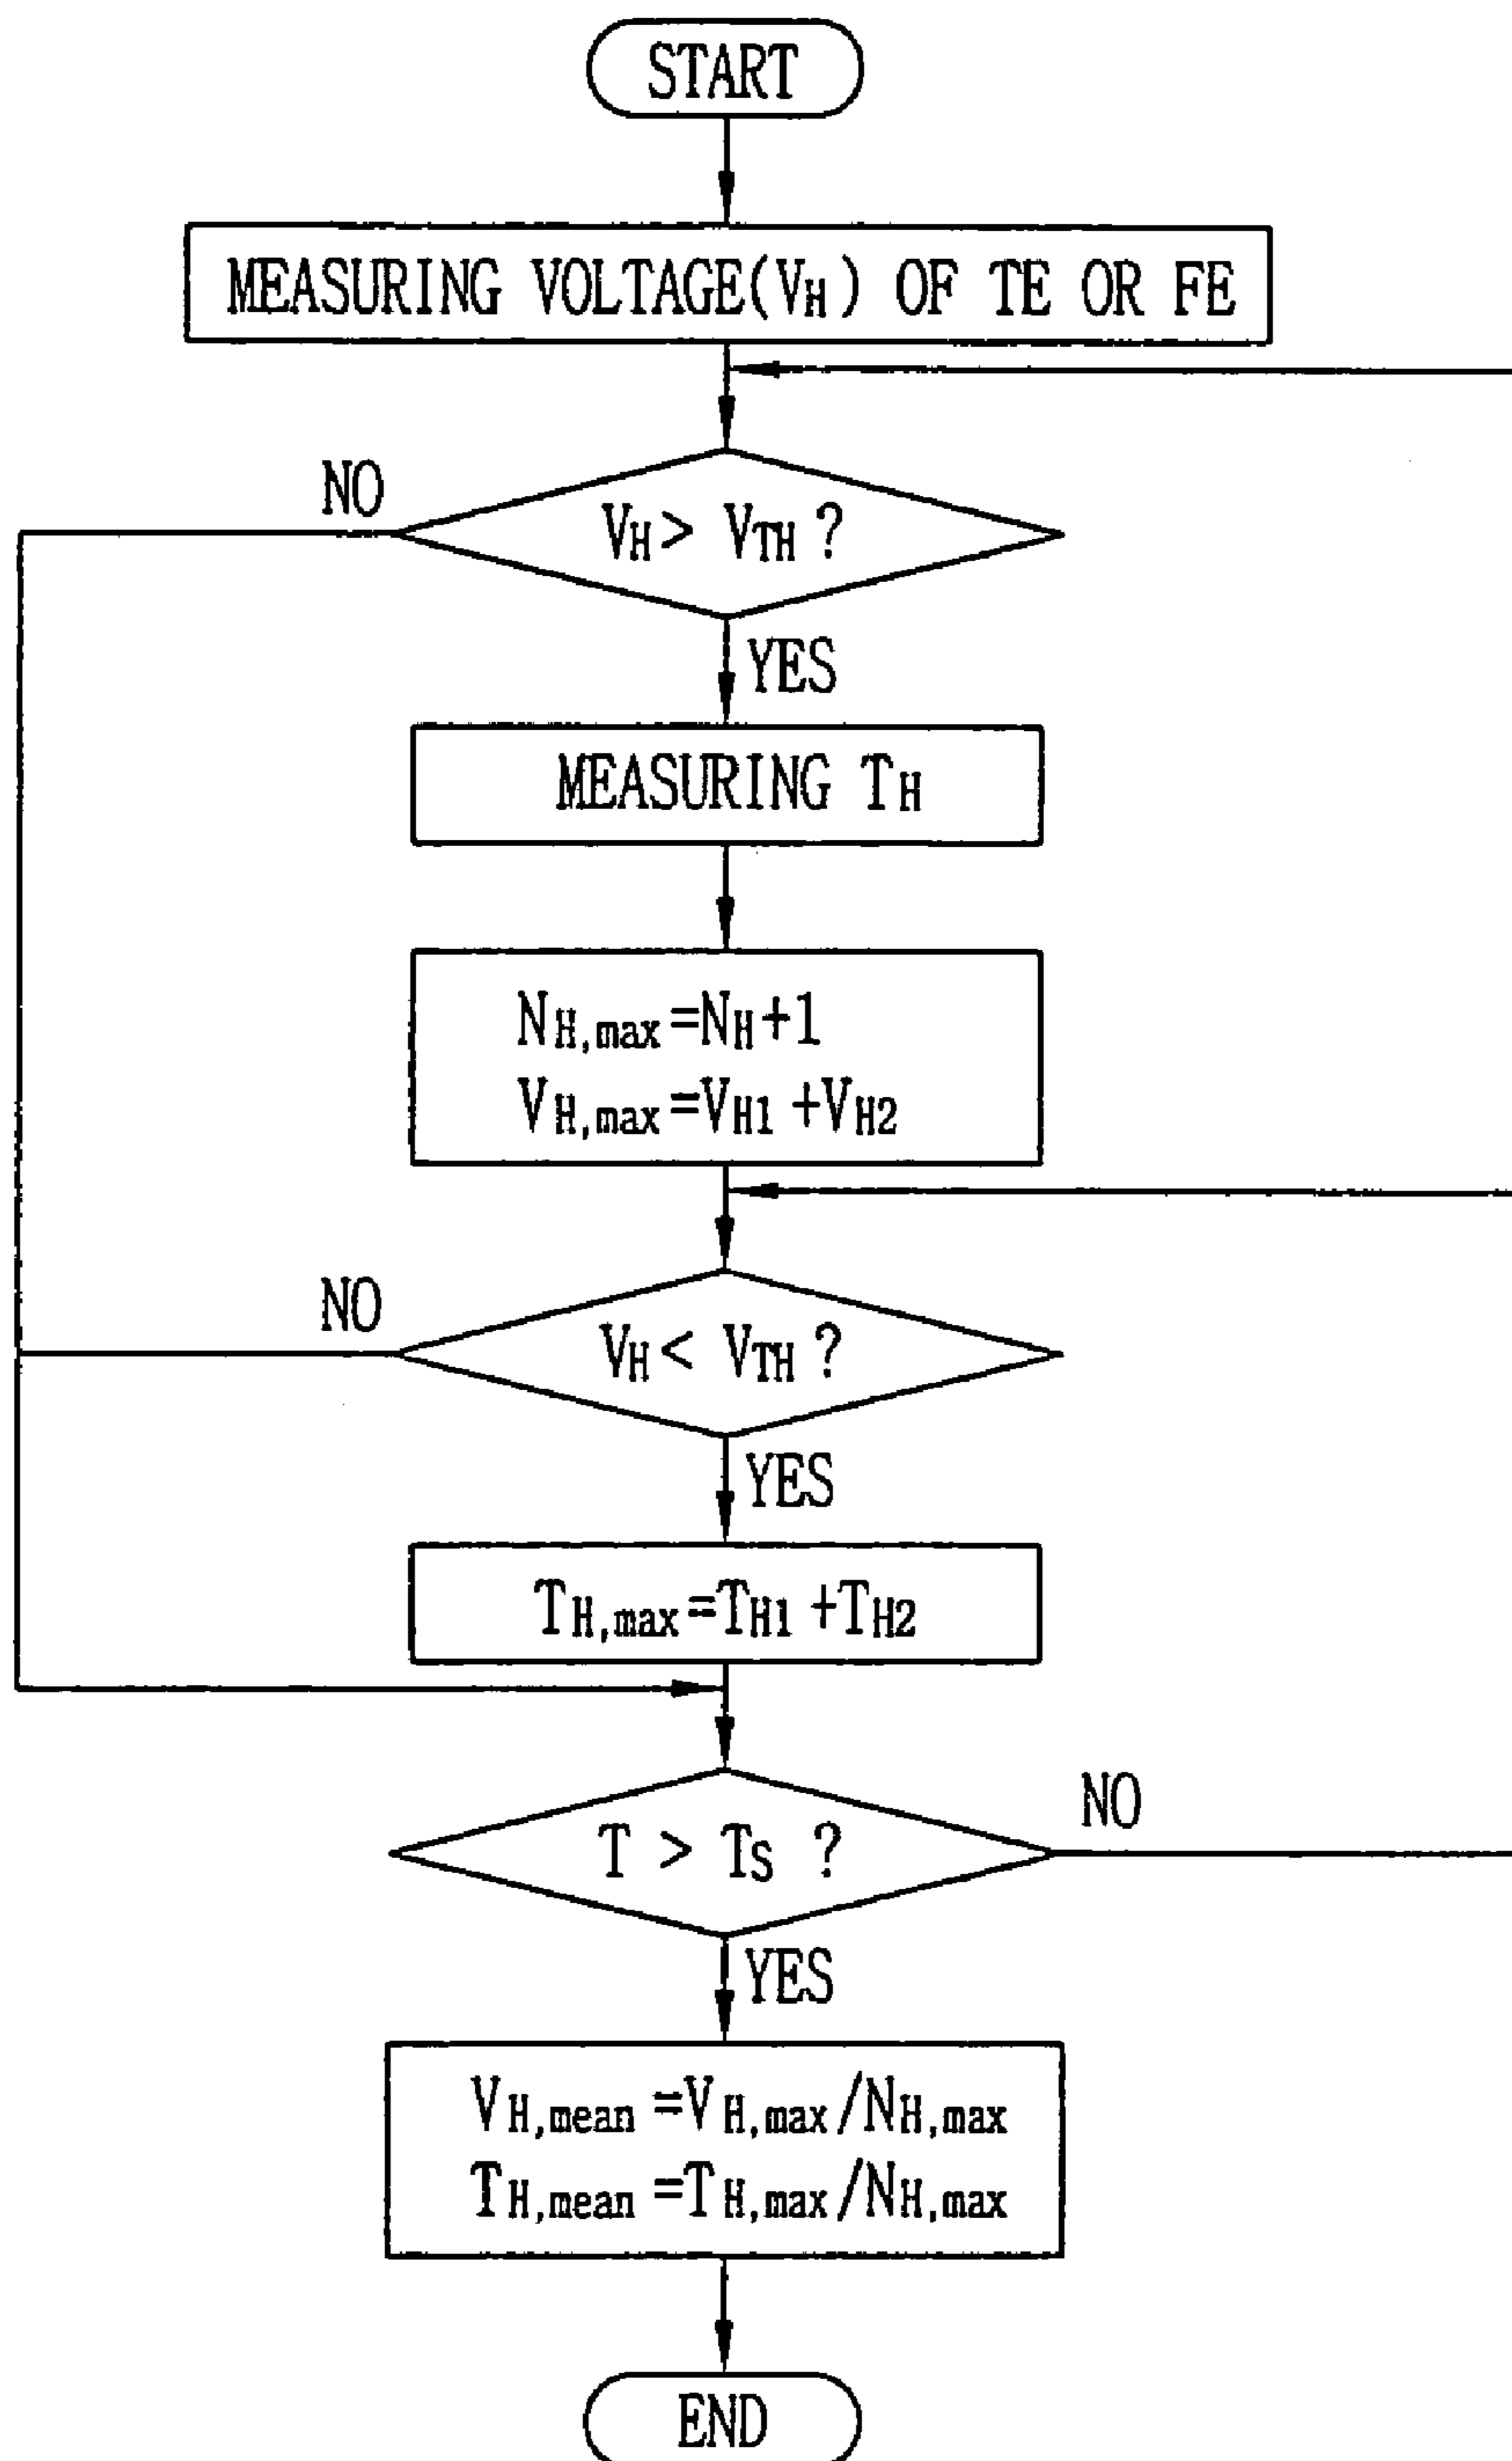 START
MEASURING VOLTAGE(VH) OF TE OR FE
NO
VH > VTH ?
YES
MEASURING TH
NH,max=NH+1
VH,max=VH1+VH2
NO
VH < VTH ?
YES
TH,max=TH1+TH2
T > TS ?
NO
YES
VH,mean=VH,max/NH,max
TH,mean=TH,max/NH,max
END